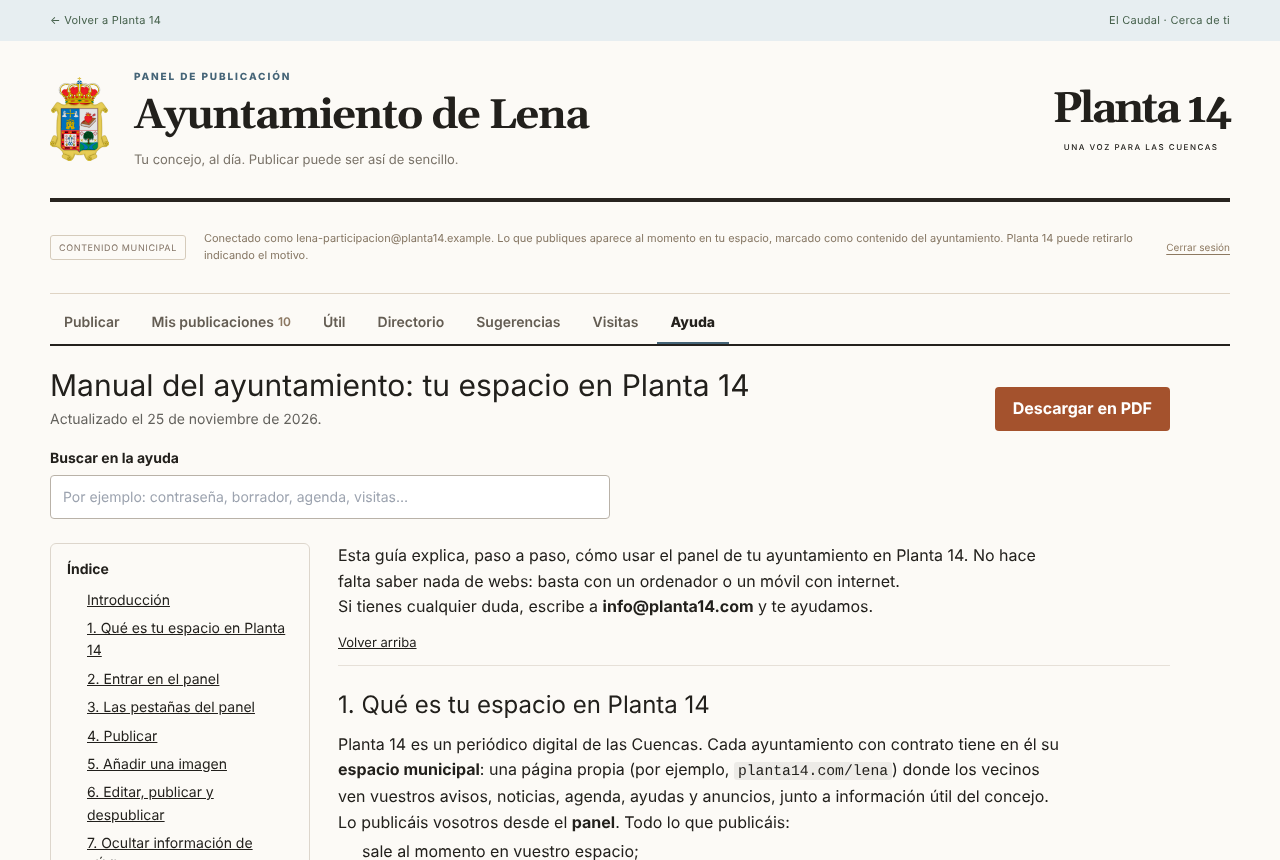 ← Volver a Planta 14
El Caudal · Cerca de ti
PANEL DE PUBLICACIÓN
Ayuntamiento de Lena
Tu concejo, al día. Publicar puede ser así de sencillo.
Planta 14
UNA VOZ PARA LAS CUENCAS
CONTENIDO MUNICIPAL
Conectado como lena-participacion@planta14.example. Lo que publiques aparece al momento en tu espacio, marcado como contenido del ayuntamiento. Planta 14 puede retirarlo
indicando el motivo.
Cerrar sesión
Publicar
Mis publicaciones 10
Útil
Directorio
Sugerencias
Visitas
Ayuda
Manual del ayuntamiento: tu espacio en Planta 14
Actualizado el 25 de noviembre de 2026.
Descargar en PDF
Buscar en la ayuda
Por ejemplo: contraseña, borrador, agenda, visitas...
Índice
Introducción
1. Qué es tu espacio en Planta
14
2. Entrar en el panel
3. Las pestañas del panel
4. Publicar
5. Añadir una imagen
6. Editar, publicar y
despublicar
7. Ocultar información de
Esta guía explica, paso a paso, cómo usar el panel de tu ayuntamiento en Planta 14. No hace
falta saber nada de webs: basta con un ordenador o un móvil con internet.
Si tienes cualquier duda, escribe a info@planta14.com y te ayudamos.
Volver arriba
1. Qué es tu espacio en Planta 14
Planta 14 es un periódico digital de las Cuencas. Cada ayuntamiento con contrato tiene en él su
espacio municipal: una página propia (por ejemplo, planta14.com/lena) donde los vecinos
ven vuestros avisos, noticias, agenda, ayudas y anuncios, junto a información útil del concejo.
Lo publicáis vosotros desde el panel. Todo lo que publicáis:
sale al momento en vuestro espacio;